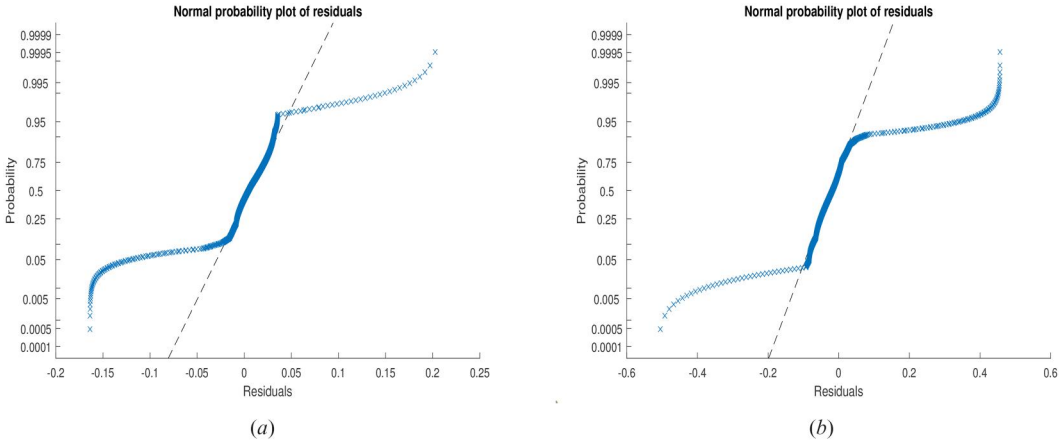 Normal probability plot of residuals
0.9999
0.9995
0.995
0.95
0.75
0.5
0.25
0.05
0.005
0.0005
0.0001
Probability
-0.2 -0.15 -0.1 -0.05 0 0.05 0.1 0.15 0.2 0.25
Residuals
(a)
Normal probability plot of residuals
0.9999
0.9995
0.995
0.95
0.75
0.5
0.25
0.05
0.005
0.0005
0.0001
Probability
-0.6 -0.4 -0.2 0 0.2 0.4 0.6
Residuals
(b)